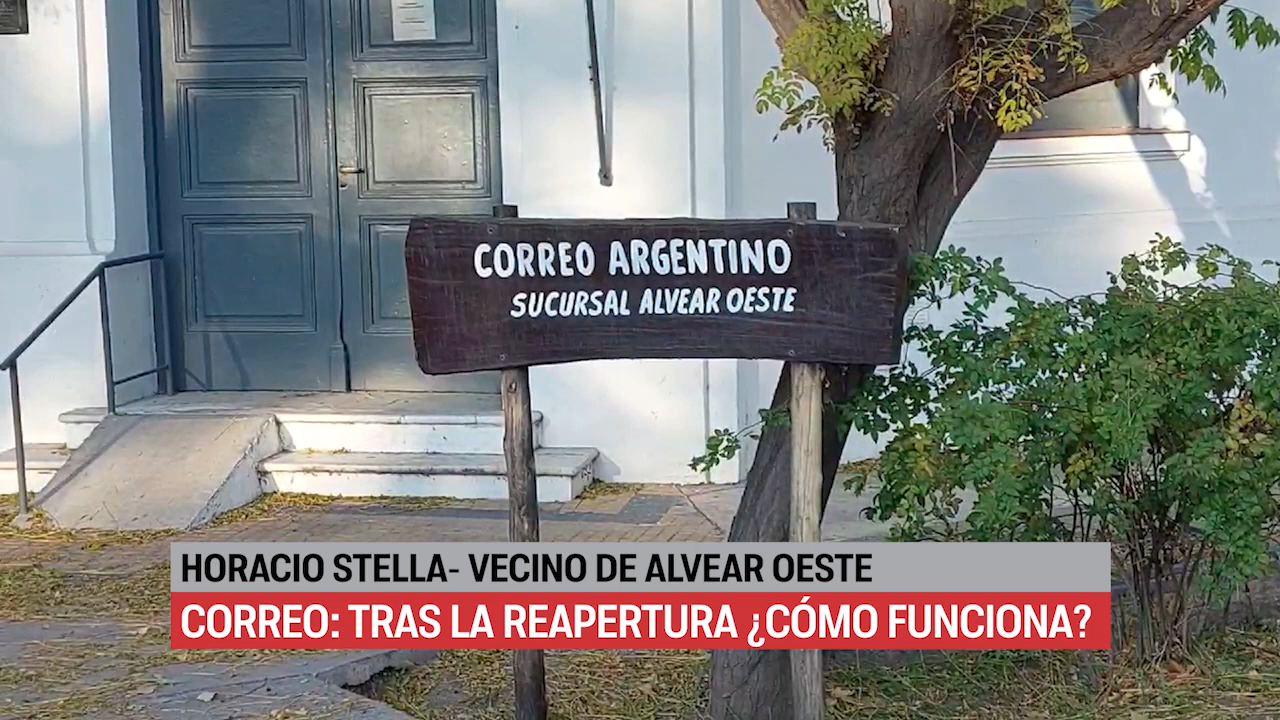 CORREO ARGENTINO
SUCURSAL ALVEAR OESTE
HORACIO STELLA- VECINO DE ALVEAR OESTE
CORREO: TRAS LA REAPERTURA ¿CÓMO FUNCIONA?